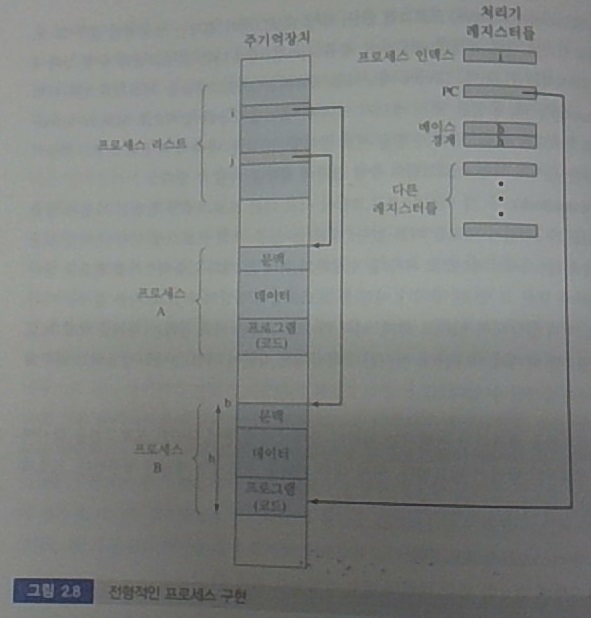 주기억장치
처리기
레지스터들
프로세스 인덱스
i
PC
베이스
경계
b
h
다른
레지스터들
프로세스 리스트
i
j
프로세스
A
문맥
데이터
프로그램
(코드)
프로세스
B
b
h
문맥
데이터
프로그램
(코드)
그림 2.8 전형적인 프로세스 구현